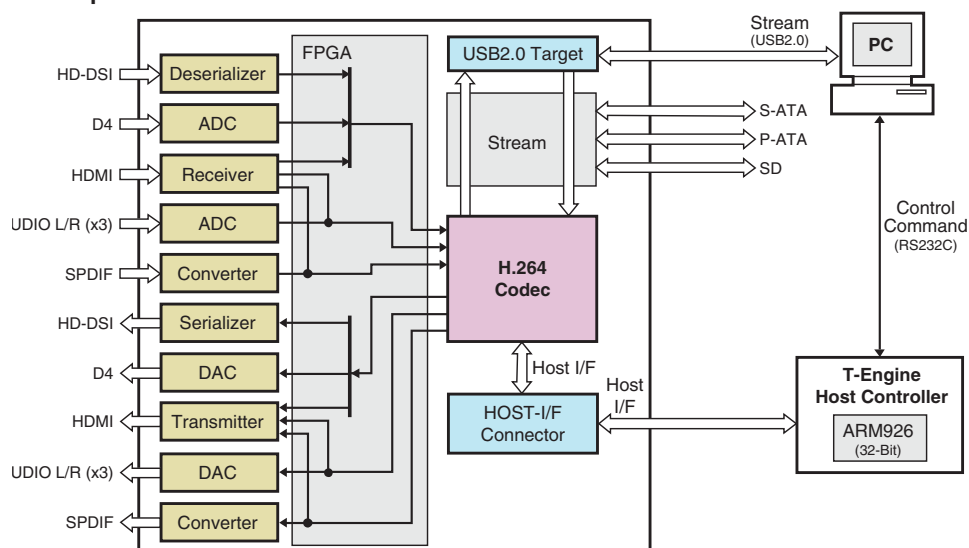 FPGA
USB2.0 Target
Stream
(USB2.0)
PC
HD-DSI
Deserializer
D4
ADC
HDMI
Receiver
UDIO L/R (x3)
ADC
SPDIF
Converter
Stream
S-ATA
P-ATA
SD
Control
Command
(RS232C)
H.264
Codec
HD-DSI
Serializer
D4
DAC
HDMI
Transmitter
UDIO L/R (x3)
DAC
SPDIF
Converter
Host I/F
HOST-I/F
Connector
Host
I/F
T-Engine
Host Controller
ARM926
(32-Bit)